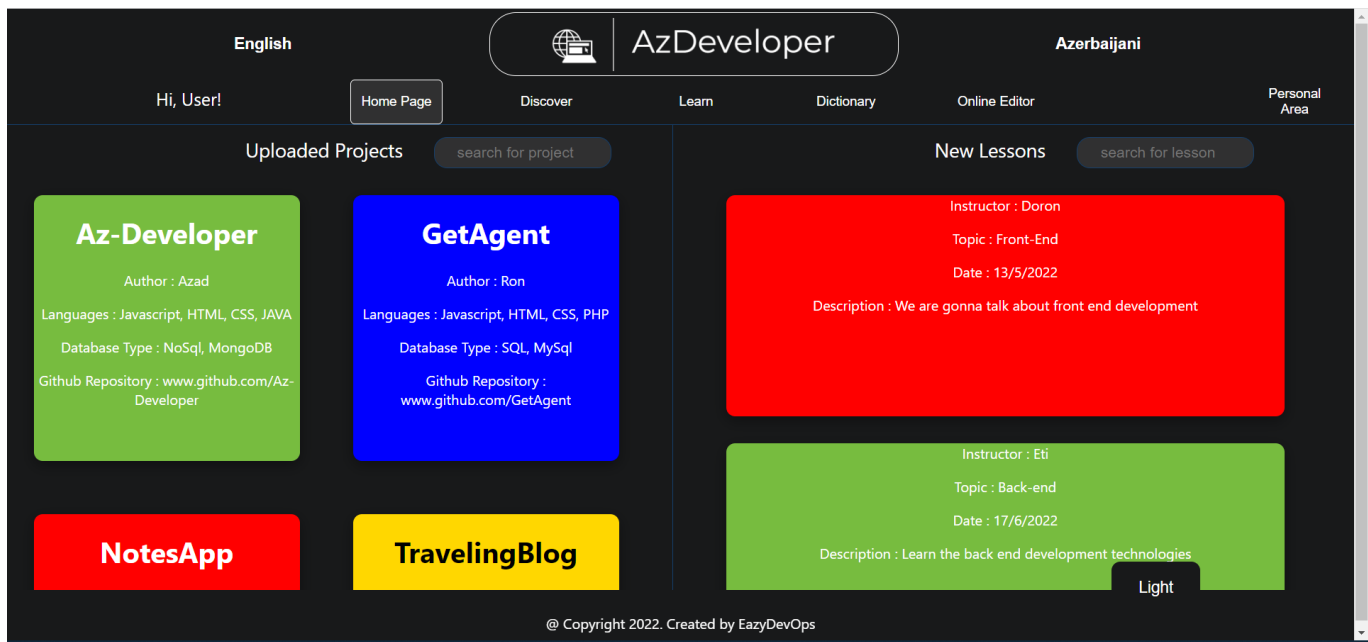 English
AzDeveloper
Azerbaijani
Hi, User!
Home Page
Discover
Learn
Dictionary
Online Editor
Personal
Area
Uploaded Projects
search for project
Az-Developer
Author : Azad
Languages : Javascript, HTML, CSS, JAVA
Database Type : NoSql, MongoDB
Github Repository : www.github.com/Az-
Developer
GetAgent
Author : Ron
Languages : Javascript, HTML, CSS, PHP
Database Type : SQL, MySql
Github Repository :
www.github.com/GetAgent
NotesApp
TravelingBlog
New Lessons
search for lesson
Instructor : Doron
Topic : Front-End
Date : 13/5/2022
Description : We are gonna talk about front end development
Instructor : Eti
Topic : Back-end
Date : 17/6/2022
Description : Learn the back end development technologies
Light
@ Copyright 2022. Created by EazyDevOps